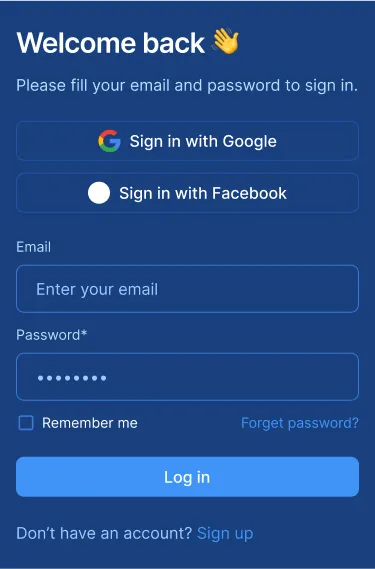 Welcome back 👋
Please fill your email and password to sign in.
Sign in with Google
Sign in with Facebook
Email
Enter your email
Password*
••••••••
Remember me Forget password?
Log in
Don’t have an account? Sign up